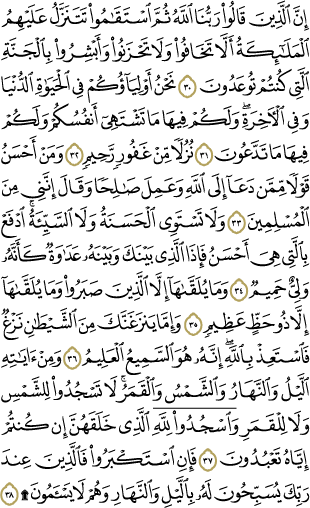 إِنَّ ٱلَّذِينَ قَالُوا۟ رَبُّنَا ٱللَّهُ ثُمَّ ٱسْتَقَٰمُوا۟ تَتَنَزَّلُ عَلَيْهِمُ
ٱلْمَلَٰٓئِكَةُ أَلَّا تَخَافُوا۟ وَلَا تَحْزَنُوا۟ وَأَبْشِرُوا۟ بِٱلْجَنَّةِ
ٱلَّتِى كُنتُمْ تُوعَدُونَ ٣٠ نَحْنُ أَوْلِيَآؤُكُمْ فِى ٱلْحَيَوٰةِ ٱلدُّنْيَا
وَفِى ٱلْءَاخِرَةِ ۖ وَلَكُمْ فِيهَا مَا تَشْتَهِىٓ أَنفُسُكُمْ وَلَكُمْ
فِيهَا مَا تَدَّعُونَ ٣١ نُزُلًا مِّنْ غَفُورٍ رَّحِيمٍ ٣٢ وَمَنْ أَحْسَنُ
قَوْلًا مِّمَّن دَعَآ إِلَى ٱللَّهِ وَعَمِلَ صَٰلِحًا وَقَالَ إِنَّنِى مِنَ
ٱلْمُسْلِمِينَ ٣٣ وَلَا تَسْتَوِى ٱلْحَسَنَةُ وَلَا ٱلسَّيِّئَةُ ۚ ٱدْفَعْ
بِٱلَّتِى هِىَ أَحْسَنُ فَإِذَا ٱلَّذِى بَيْنَكَ وَبَيْنَهُۥ عَدَٰوَةٌ كَأَنَّهُۥ
وَلِىٌّ حَمِيمٌ ٣٤ وَمَا يُلَقَّىٰهَآ إِلَّا ٱلَّذِينَ صَبَرُوا۟ وَمَا يُلَقَّىٰهَآ
إِلَّا ذُو حَظٍّ عَظِيمٍ ٣٥ وَإِمَّا يَنزَغَنَّكَ مِنَ ٱلشَّيْطَٰنِ نَزْغٌ
فَٱسْتَعِذْ بِٱللَّهِ ۖ إِنَّهُۥ هُوَ ٱلسَّمِيعُ ٱلْعَلِيمُ ٣٦ وَمِنْ ءَايَٰتِهِ
ٱلَّيْلُ وَٱلنَّهَارُ وَٱلشَّمْسُ وَٱلْقَمَرُ ۚ لَا تَسْجُدُوا۟ لِلشَّمْسِ
وَلَا لِلْقَمَرِ وَٱسْجُدُوا۟ لِلَّهِ ٱلَّذِى خَلَقَهُنَّ إِن كُنتُمْ
إِيَّاهُ تَعْبُدُونَ ٣٧ فَإِنِ ٱسْتَكْبَرُوا۟ فَٱلَّذِينَ عِندَ
رَبِّكَ يُسَبِّحُونَ لَهُۥ بِٱلَّيْلِ وَٱلنَّهَارِ وَهُمْ لَا يَسْـَٔمُونَ ۩ ٣٨